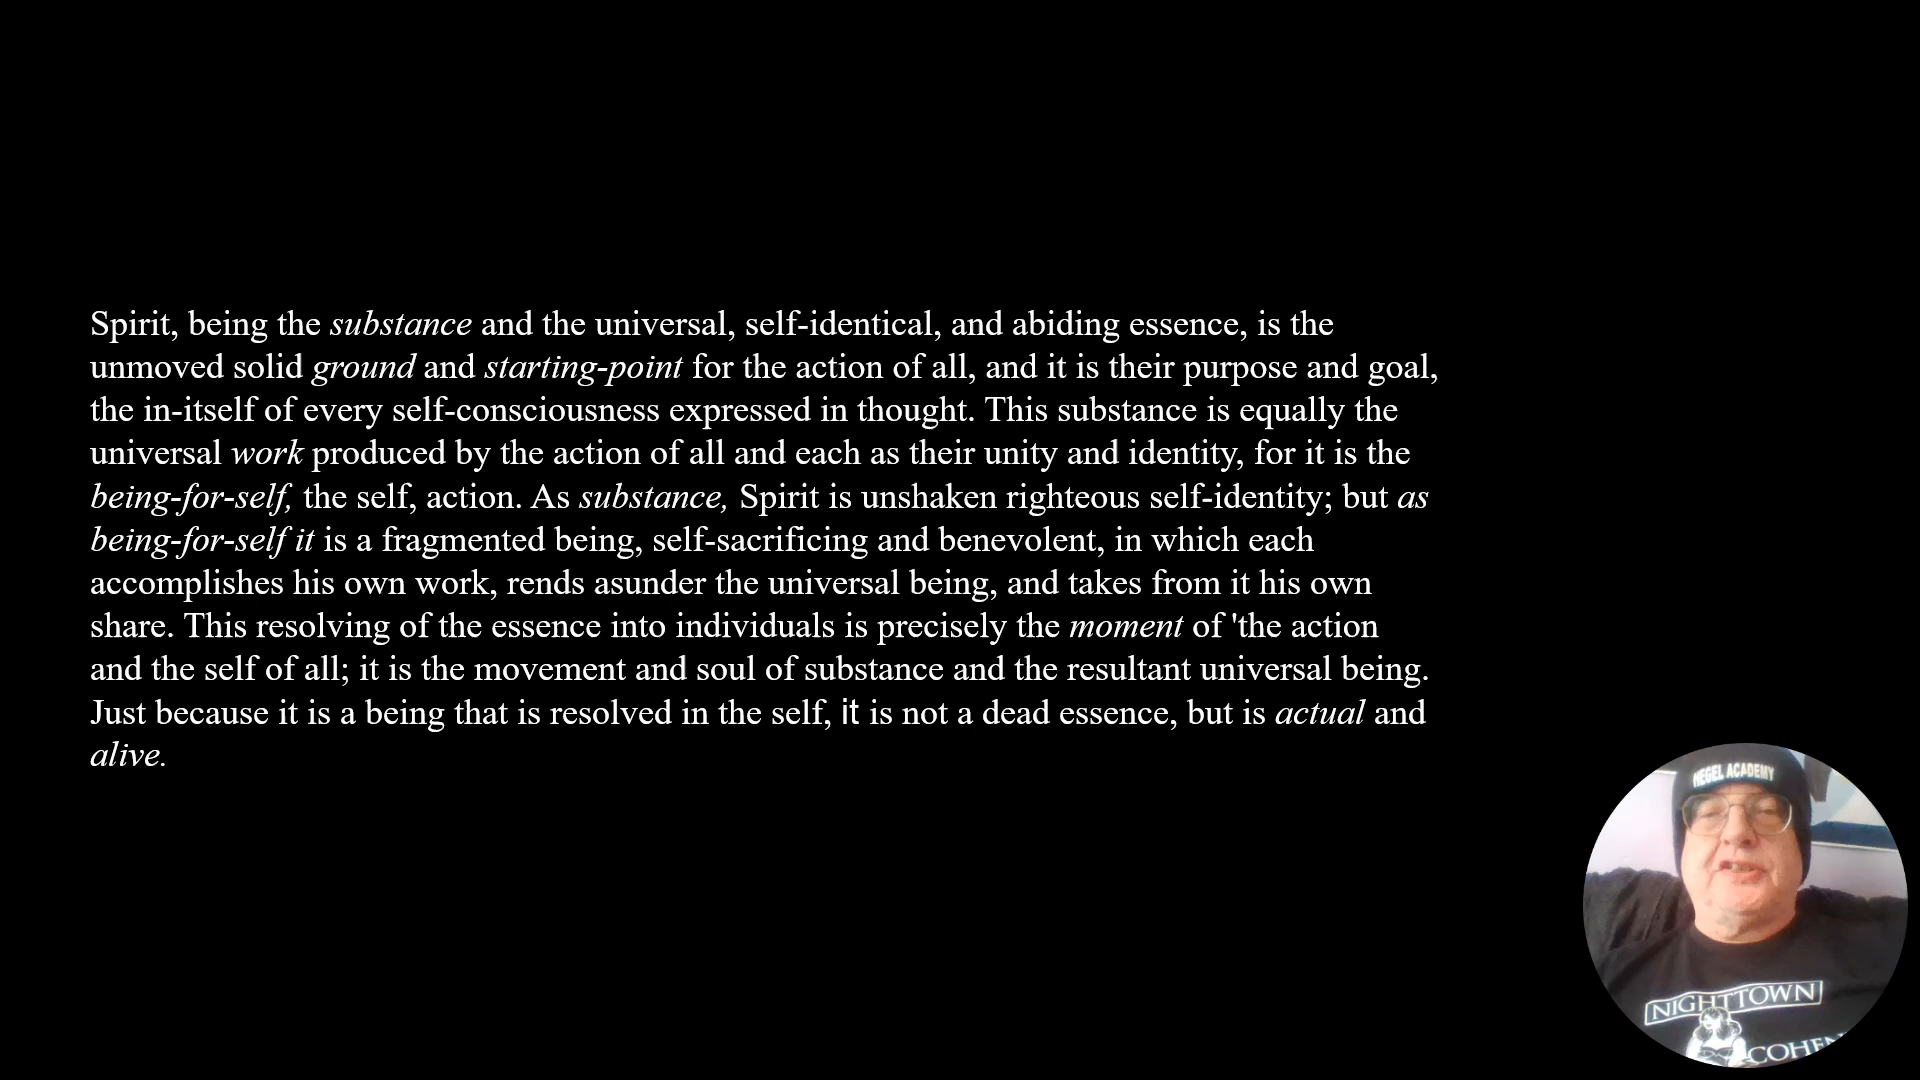 Spirit, being the substance and the universal, self-identical, and abiding essence, is the
unmoved solid ground and starting-point for the action of all, and it is their purpose and goal,
the in-itself of every self-consciousness expressed in thought. This substance is equally the
universal work produced by the action of all and each as their unity and identity, for it is the
being-for-self, the self, action. As substance, Spirit is unshaken righteous self-identity; but as
being-for-self it is a fragmented being, self-sacrificing and benevolent, in which each
accomplishes his own work, rends asunder the universal being, and takes from it his own
share. This resolving of the essence into individuals is precisely the moment of 'the action
and the self of all; it is the movement and soul of substance and the resultant universal being.
Just because it is a being that is resolved in the self, it is not a dead essence, but is actual and
alive.
HEGEL ACADEMY
NIGHTTOWN
COHEN